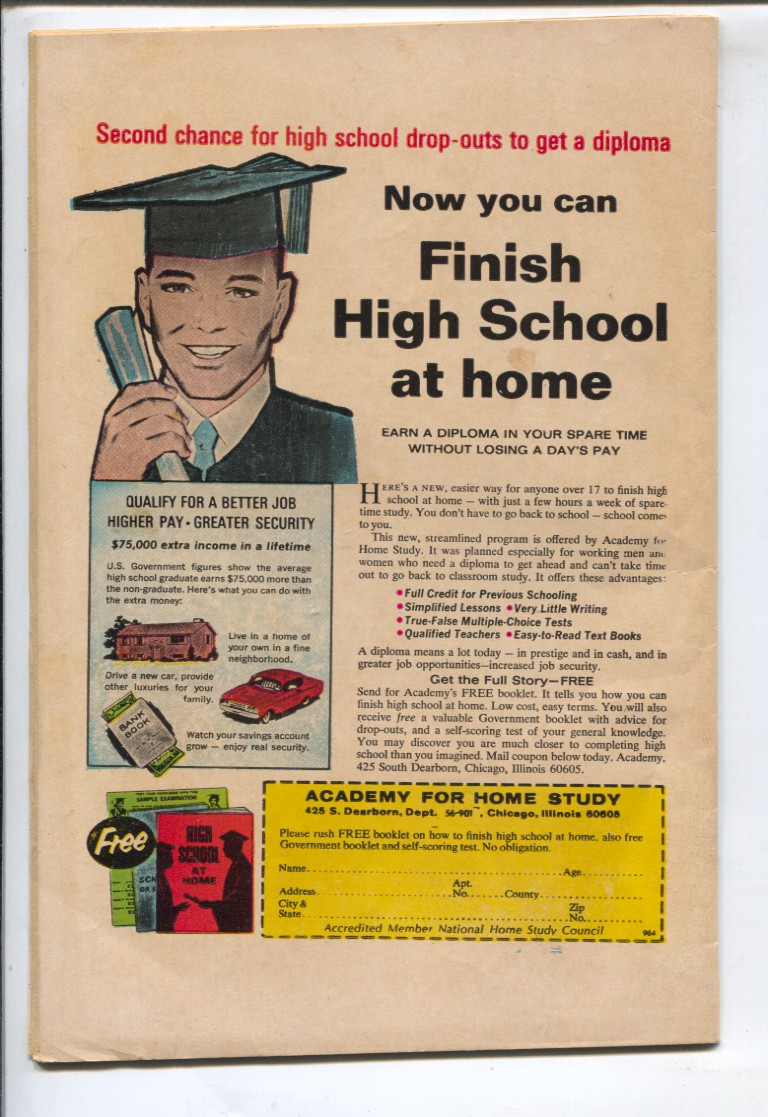 Second chance for high school drop-outs to get a diploma
Now you can
Finish
High School
at home
EARN A DIPLOMA IN YOUR SPARE TIME
WITHOUT LOSING A DAY'S PAY
QUALIFY FOR A BETTER JOB
HIGHER PAY • GREATER SECURITY
$75,000 extra income in a lifetime
U.S. Government figures show the average
high school graduate earns $75,000 more than
the non-graduate. Here's what you can do with
the extra money:
Live in a home of
your own in a fine
neighborhood.
Drive a new car, provide
other luxuries for your
family.
BANK
BOOK
Watch your savings account
grow — enjoy real security.
HERE'S A NEW, easier way for anyone over 17 to finish high
school at home — with just a few hours a week of spare-
time study. You don't have to go back to school — school comes
to you.
This new, streamlined program is offered by Academy for
Home Study. It was planned especially for working men and
women who need a diploma to get ahead and can't take time
out to go back to classroom study. It offers these advantages:
• Full Credit for Previous Schooling
• Simplified Lessons • Very Little Writing
• True-False Multiple-Choice Tests
• Qualified Teachers • Easy-to-Read Text Books
A diploma means a lot today — in prestige and in cash, and in
greater job opportunities—increased job security.
Get the Full Story—FREE
Send for Academy's FREE booklet. It tells you how you can
finish high school at home. Low cost, easy terms. You will also
receive free a valuable Government booklet with advice for
drop-outs, and a self-scoring test of your general knowledge.
You may discover you are much closer to completing high
school than you imagined. Mail coupon below today. Academy,
425 South Dearborn, Chicago, Illinois 60605.
SAMPLE EXAMINATION
Free
HIGH
SCHOOL
AT
HOME
ACADEMY FOR HOME STUDY
425 S. Dearborn, Dept. 56-901, Chicago, Illinois 60605
Please rush FREE booklet on how to finish high school at home, also free
Government booklet and self-scoring test. No obligation.
Name Age
Address Apt. No. County
City & State Zip No.
Accredited Member National Home Study Council 964